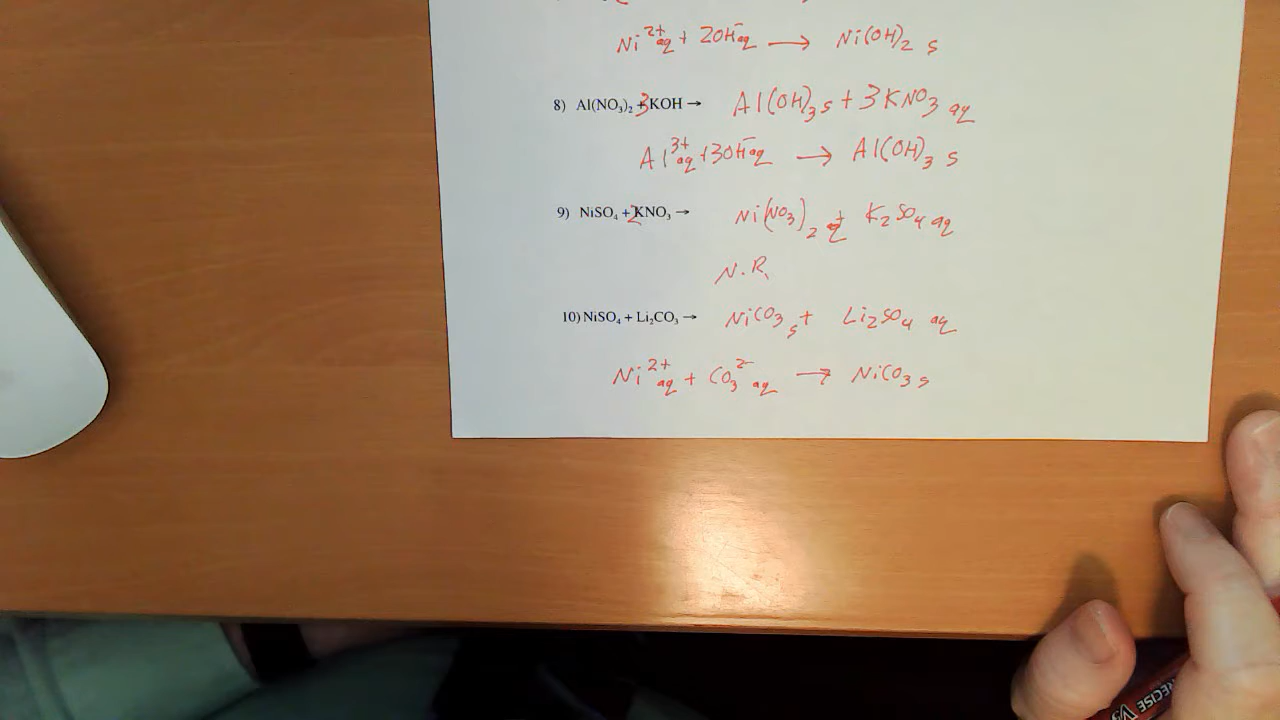 Ni²⁺aq + 2OH⁻aq → Ni(OH)₂ s
8) Al(NO₃)₂ + 3KOH → Al(OH)₃ s + 3KNO₃ aq
Al³⁺aq + 3OH⁻aq → Al(OH)₃ s
9) NiSO₄ + 2KNO₃ → Ni(NO₃)₂ aq + K₂SO₄ aq
N.R.
10) NiSO₄ + Li₂CO₃ → NiCO₃ s + Li₂SO₄ aq
Ni²⁺aq + CO₃²⁻aq → NiCO₃ s